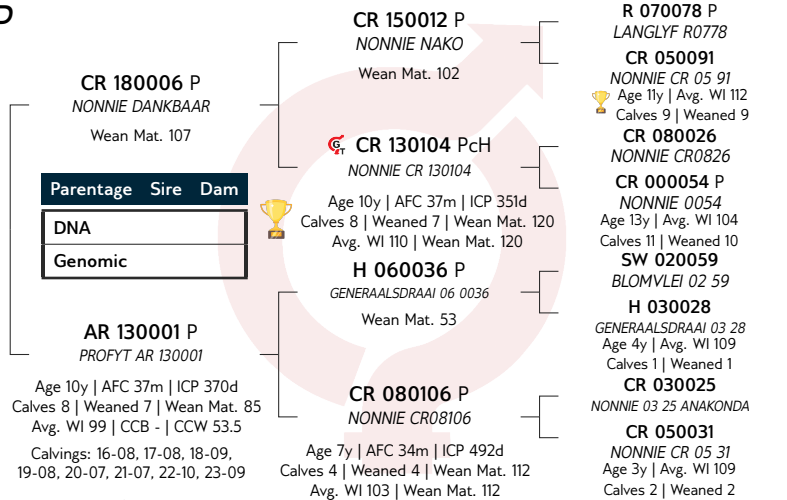 D
CR 180006 P
NONNIE DANKBAAR
Wean Mat. 107
Parentage Sire Dam
DNA
Genomic
AR 130001 P
PROFYT AR 130001
Age 10y | AFC 37m | ICP 370d
Calves 8 | Weaned 7 | Wean Mat. 85
Avg. WI 99 | CCB - | CCW 53.5
Calvings: 16-08, 17-08, 18-09,
19-08, 20-07, 21-07, 22-10, 23-09
CR 150012 P
NONNIE NAKO
Wean Mat. 102
GT CR 130104 PcH
NONNIE CR 130104
Age 10y | AFC 37m | ICP 351d
Calves 8 | Weaned 7 | Wean Mat. 120
Avg. WI 110 | Wean Mat. 120
H 060036 P
GENERAALSDRAAI 06 0036
Wean Mat. 53
CR 080106 P
NONNIE CR08106
Age 7y | AFC 34m | ICP 492d
Calves 4 | Weaned 4 | Wean Mat. 112
Avg. WI 103 | Wean Mat. 112
R 070078 P
LANGLYF R0778
CR 050091
NONNIE CR 05 91
Age 11y | Avg. WI 112
Calves 9 | Weaned 9
CR 080026
NONNIE CR0826
CR 000054 P
NONNIE 0054
Age 13y | Avg. WI 104
Calves 11 | Weaned 10
SW 020059
BLOMVLEI 02 59
H 030028
GENERAALSDRAAI 03 28
Age 4y | Avg. WI 109
Calves 1 | Weaned 1
CR 030025
NONNIE 03 25 ANAKONDA
CR 050031
NONNIE CR 05 31
Age 3y | Avg. WI 109
Calves 2 | Weaned 2